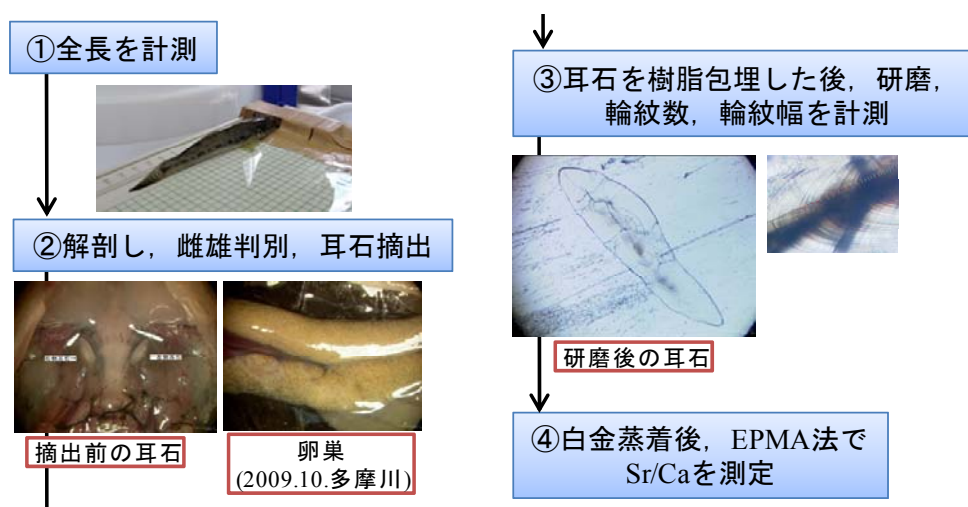 ①全長を計測
②解剖し，雌雄判別，耳石摘出
摘出前の耳石
卵巣
(2009.10.多摩川)
③耳石を樹脂包埋した後，研磨，
輪紋数，輪紋幅を計測
研磨後の耳石
④白金蒸着後，EPMA法で
Sr/Caを測定